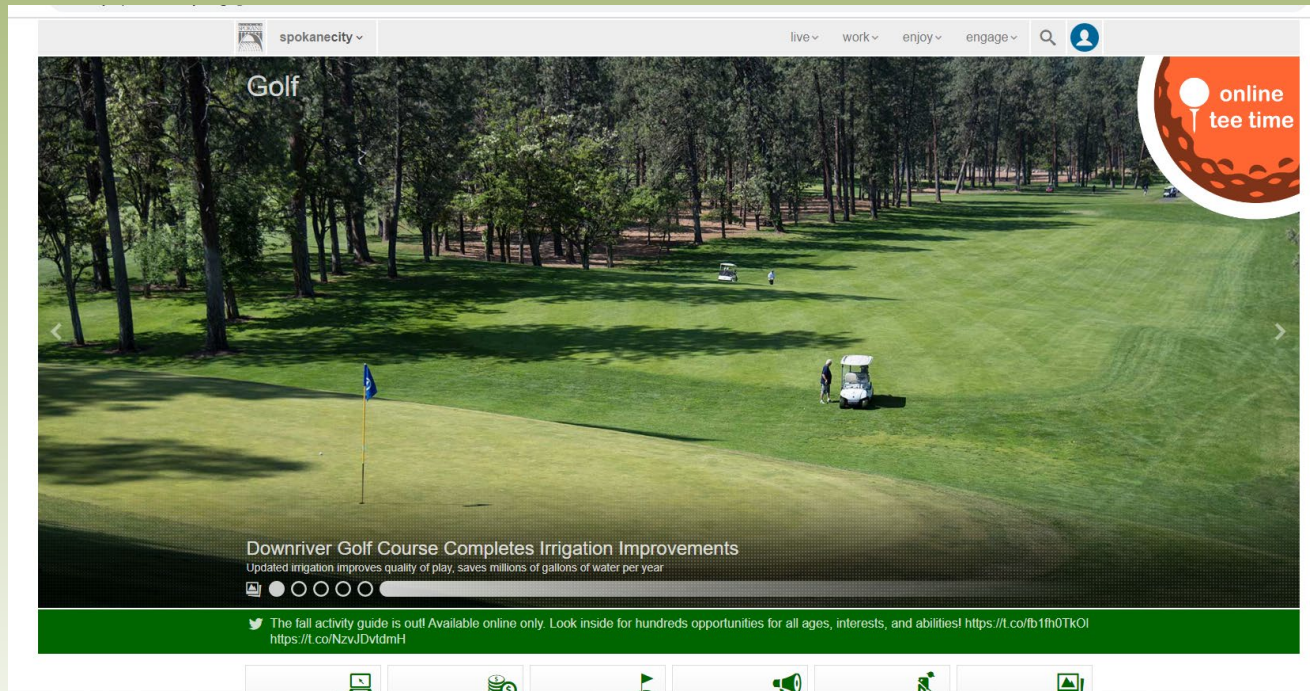 spokanecity
live work enjoy engage
Golf
online
tee time
Downriver Golf Course Completes Irrigation Improvements
Updated irrigation improves quality of play, saves millions of gallons of water per year
The fall activity guide is out! Available online only. Look inside for hundreds opportunities for all ages, interests, and abilities! https://t.co/fb1fh0TkOI
https://t.co/NzvJDvtdmH